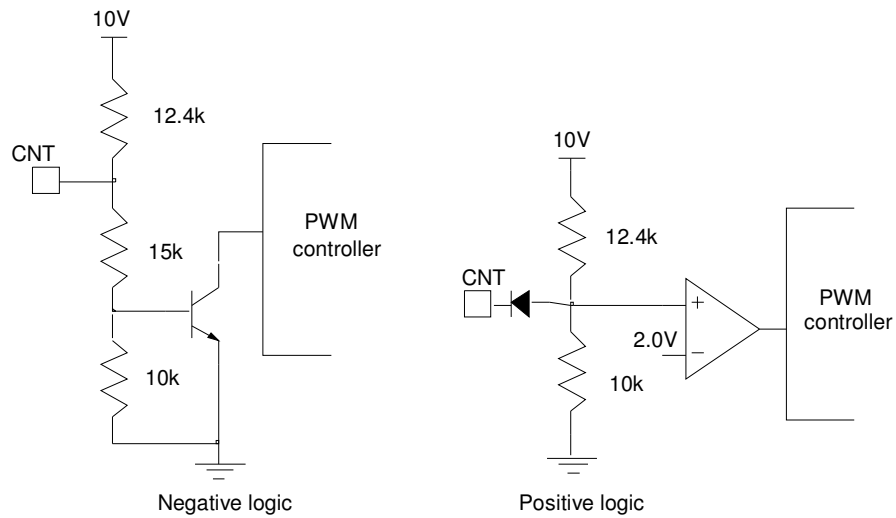 10V
12.4k
CNT
15k
PWM
controller
10k
Negative logic
10V
12.4k
CNT
+
2.0V
−
10k
PWM
controller
Positive logic